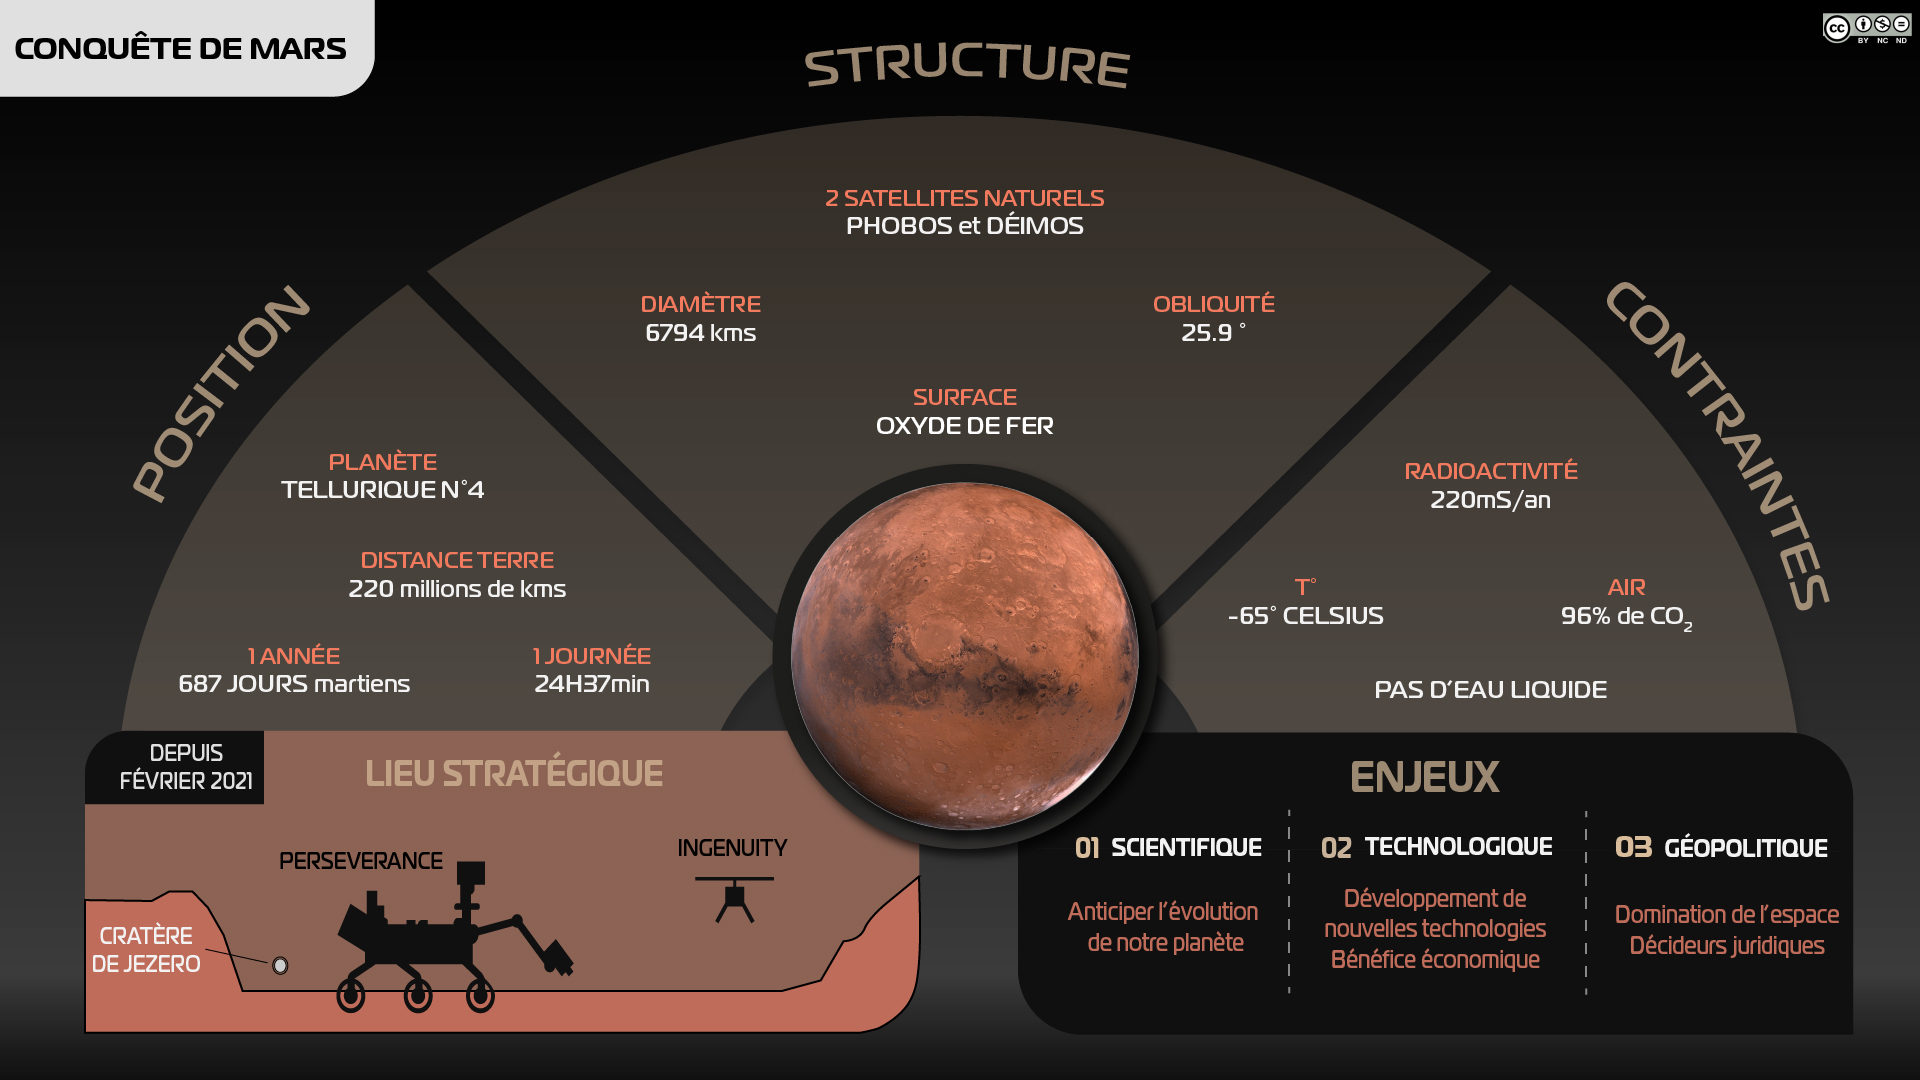 CONQUÊTE DE MARS
cc
BY NC ND
STRUCTURE
2 SATELLITES NATURELS
PHOBOS et DÉIMOS
DIAMÈTRE
6794 kms
OBLIQUITÉ
25.9 °
SURFACE
OXYDE DE FER
POSITION
PLANÈTE
TELLURIQUE N°4
DISTANCE TERRE
220 millions de kms
1 ANNÉE
687 JOURS martiens
1 JOURNÉE
24H37min
CONTRAINTES
RADIOACTIVITÉ
220mS/an
T°
-65° CELSIUS
AIR
96% de CO₂
PAS D'EAU LIQUIDE
DEPUIS
FÉVRIER 2021
LIEU STRATÉGIQUE
PERSEVERANCE
INGENUITY
CRATÈRE
DE JEZERO
ENJEUX
01 SCIENTIFIQUE
Anticiper l'évolution
de notre planète
02 TECHNOLOGIQUE
Développement de
nouvelles technologies
Bénéfice économique
03 GÉOPOLITIQUE
Domination de l'espace
Décideurs juridiques